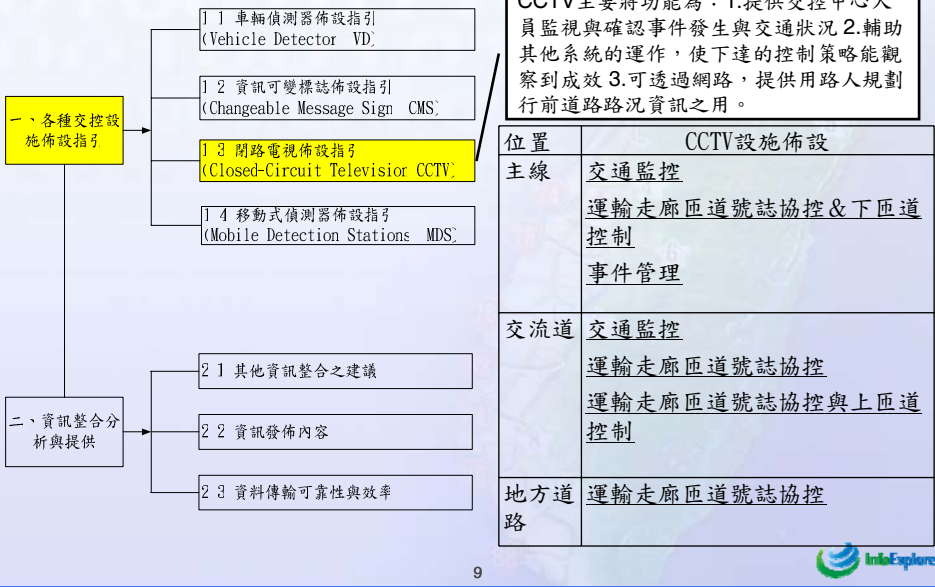 1 1 車輛偵測器佈設指引
(Vehicle Detector VD)
1 2 資訊可變標誌佈設指引
(Changeable Message Sign CMS)
一、各種交控設
施佈設指引
1 3 閉路電視佈設指引
(Closed-Circuit Television CCTV)
1 4 移動式偵測器佈設指引
(Mobile Detection Stations MDS)
2 1 其他資訊整合之建議
二、資訊整合分
析與提供
2 2 資訊發佈內容
2 3 資料傳輸可靠性與效率
CCTV主要將功能為：1.提供交控中心人
員監視與確認事件發生與交通狀況 2.輔助
其他系統的運作，使下達的控制策略能觀
察到成效 3.可透過網路，提供用路人規劃
行前道路路況資訊之用。
位置 CCTV設施佈設
主線 交通監控
運輸走廊匝道號誌協控＆下匝道
控制
事件管理
交流道 交通監控
運輸走廊匝道號誌協控
運輸走廊匝道號誌協控與上匝道
控制
地方道
路
運輸走廊匝道號誌協控
9
InfoExplore